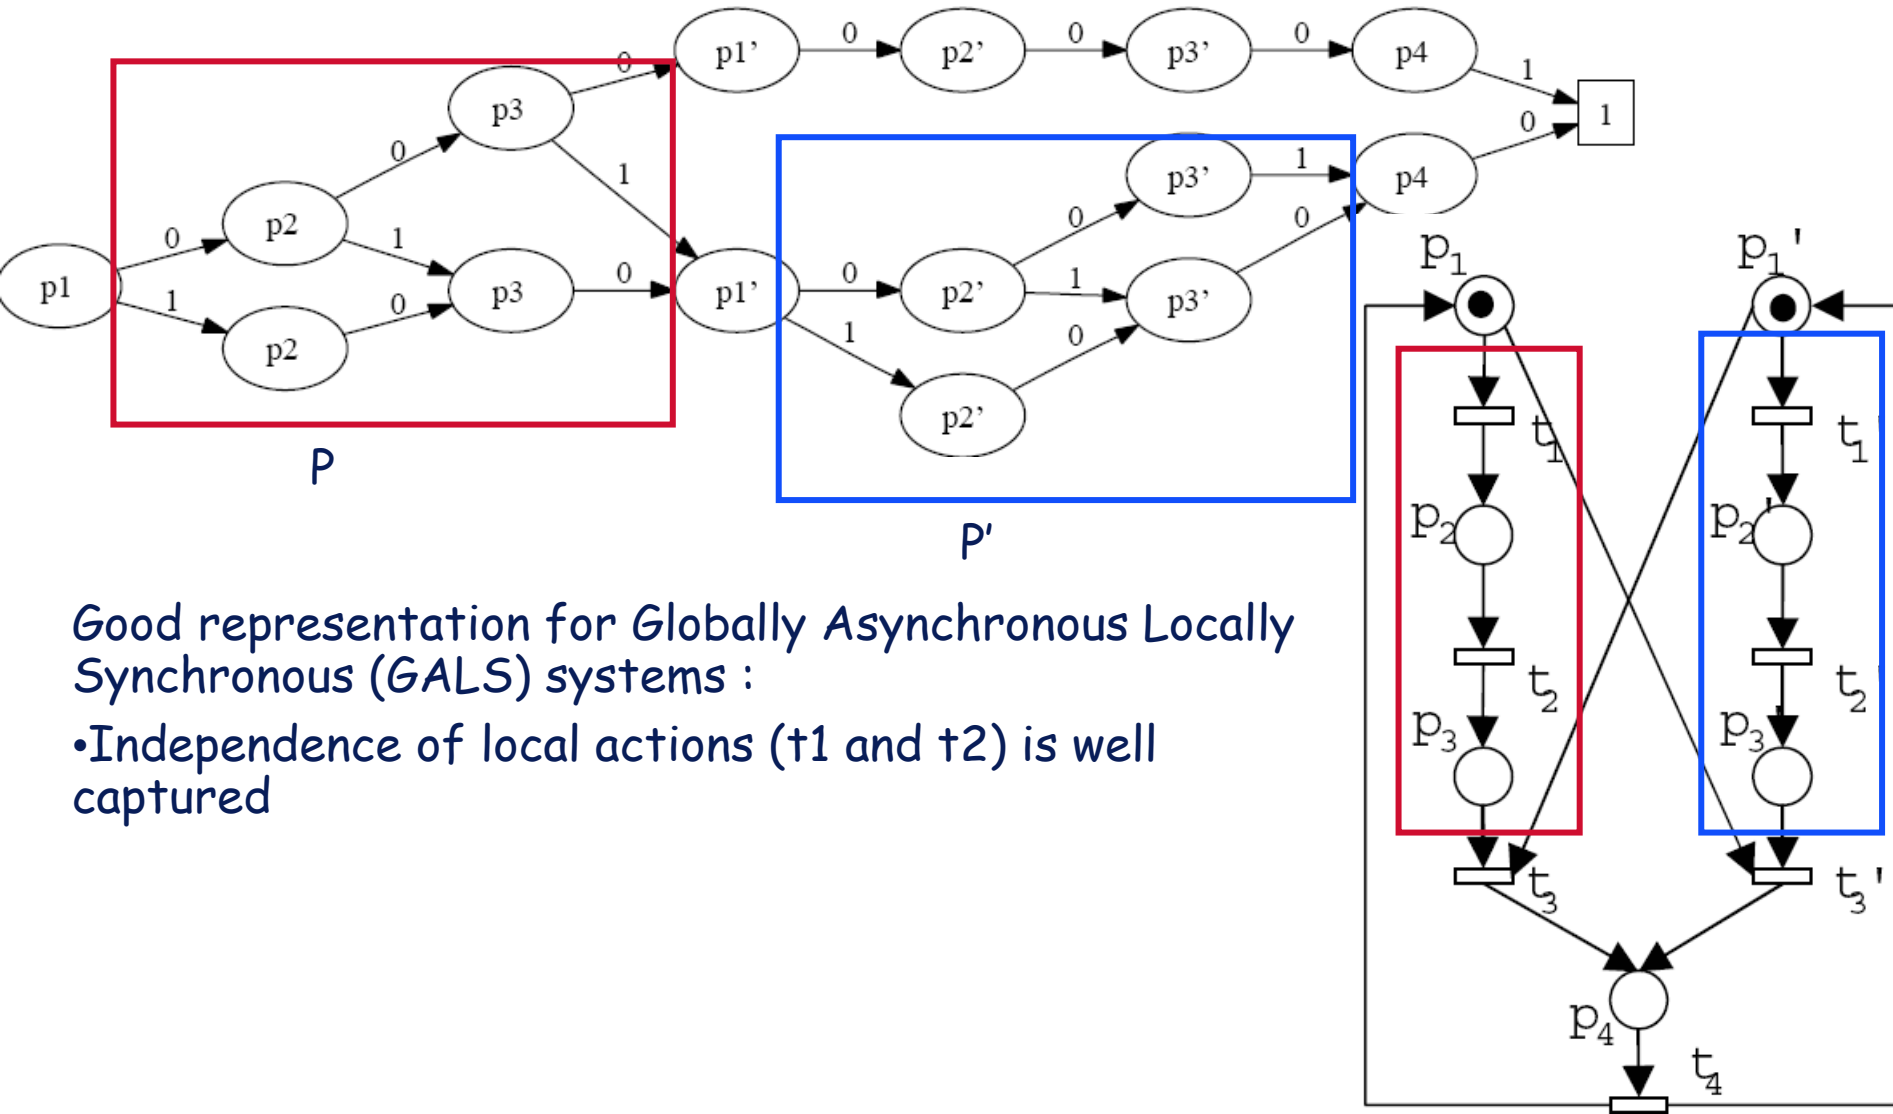 0 p1' 0 p2' 0 p3' 0 p4 1
p3 1
0 1 0
0 p3' 1 p4
p2 1 0 0
0 1
p1 p3 0 p1' 0 p2' 1 p3'
1 0
p2 1 0
p2'
P
P'
p1 p1'
t1 t1'
p2 p2'
t2 t2'
p3 p3'
t3 t3'
p4
t4
Good representation for Globally Asynchronous Locally
Synchronous (GALS) systems :
•Independence of local actions (t1 and t2) is well
captured